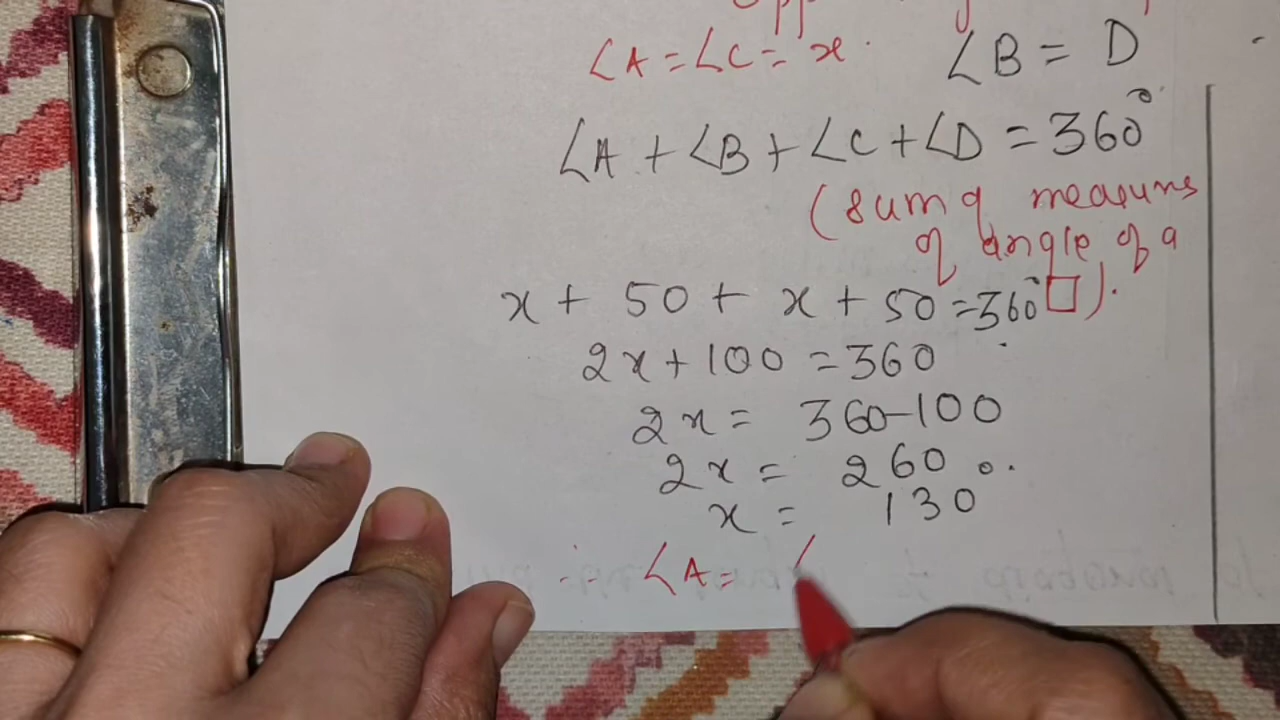 ∠A = ∠C = x. ∠B = D
∠A + ∠B + ∠C + ∠D = 360°
(sum of measures
of angle of a
x + 50 + x + 50 = 360° □).
2x + 100 = 360
2x = 360 - 100
2x = 260
x = 130°.
∴ ∠A = ∠